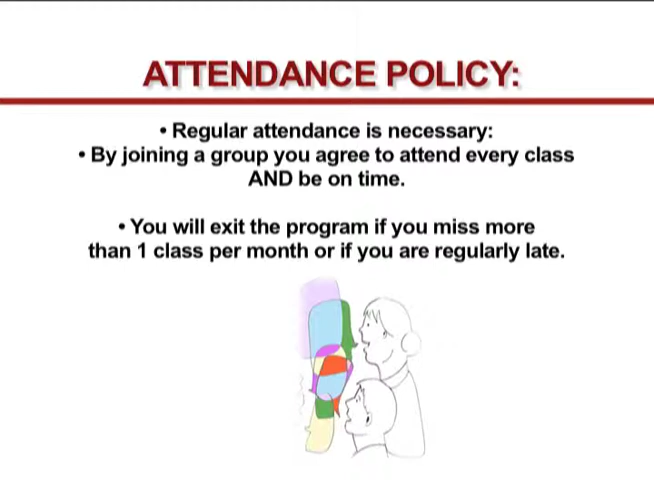 ATTENDANCE POLICY:
• Regular attendance is necessary:
• By joining a group you agree to attend every class
AND be on time.
• You will exit the program if you miss more
than 1 class per month or if you are regularly late.